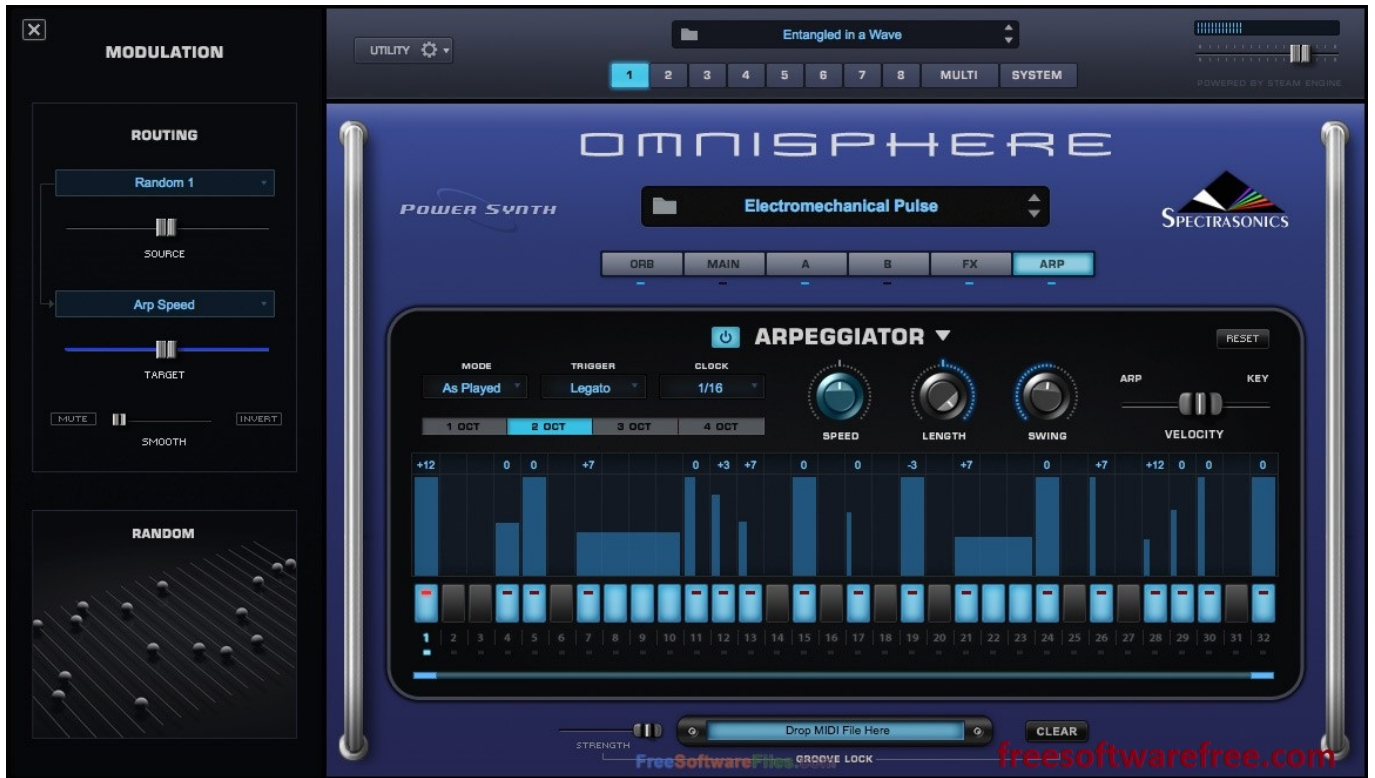 MODULATION
ROUTING
Random 1
SOURCE
Arp Speed
TARGET
MUTE
INVERT
SMOOTH
RANDOM
UTILITY
Entangled in a Wave
1 2 3 4 5 6 7 8 MULTI SYSTEM
POWERED BY STEAM ENGINE
OMNISPHERE
POWER SYNTH
Electromechanical Pulse
SPECTRASONICS
ORB MAIN A B FX ARP
ARPEGGIATOR
RESET
MODE TRIGGER CLOCK
As Played Legato 1/16
1 OCT 2 OCT 3 OCT 4 OCT
SPEED LENGTH SWING
ARP KEY
VELOCITY
+12 0 0 +7 0 +3 +7 0 0 -3 +7 0 +7 +12 0 0 0
1 2 3 4 5 6 7 8 9 10 11 12 13 14 15 16 17 18 19 20 21 22 23 24 25 26 27 28 29 30 31 32
STRENGTH
Drop MIDI File Here
CLEAR
GROOVE LOCK
FreeSoftwareFiles.com
freesoftwarefree.com